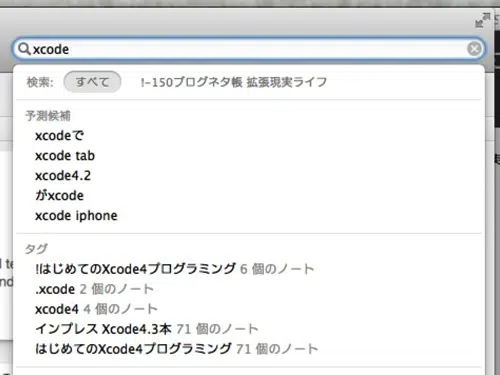 xcode
検索: すべて !-150ブログネタ帳 拡張現実ライフ
予測候補
xcodeで
xcode tab
xcode4.2
がxcode
xcode iphone
タグ
!はじめてのXcode4プログラミング 6 個のノート
.xcode 2 個のノート
xcode4 4 個のノート
インプレス Xcode4.3本 71 個のノート
はじめてのXcode4プログラミング 71 個のノート